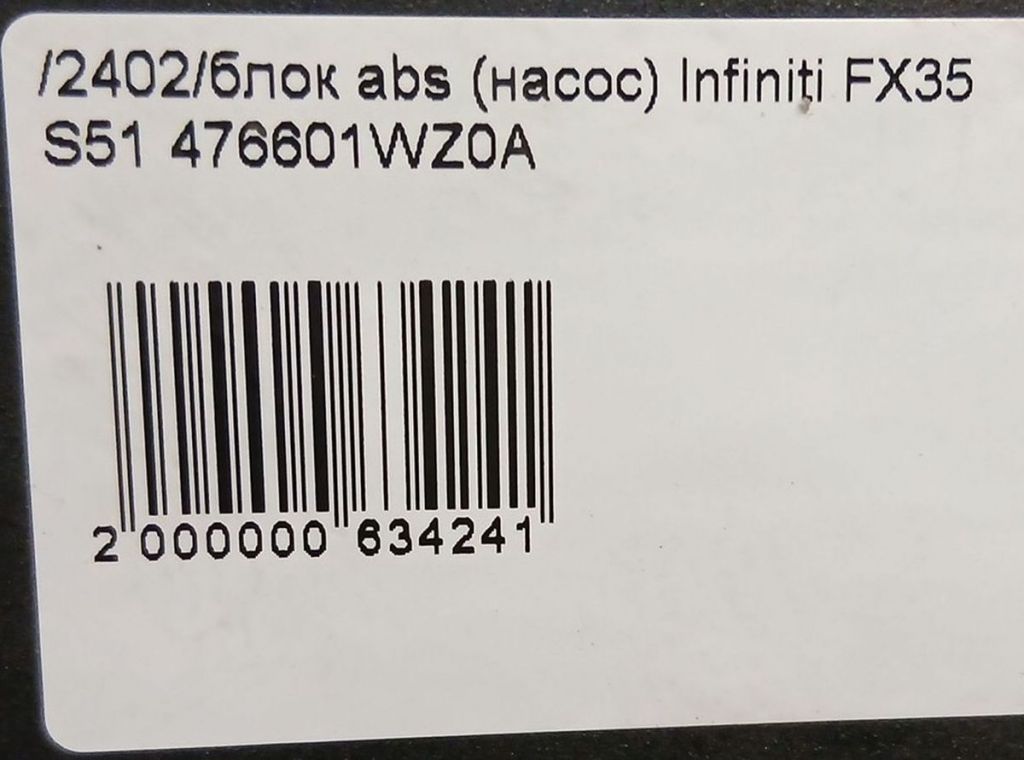 /2402/блок abs (насос) Infiniti FX35
S51 476601WZ0A
2 000000 634241